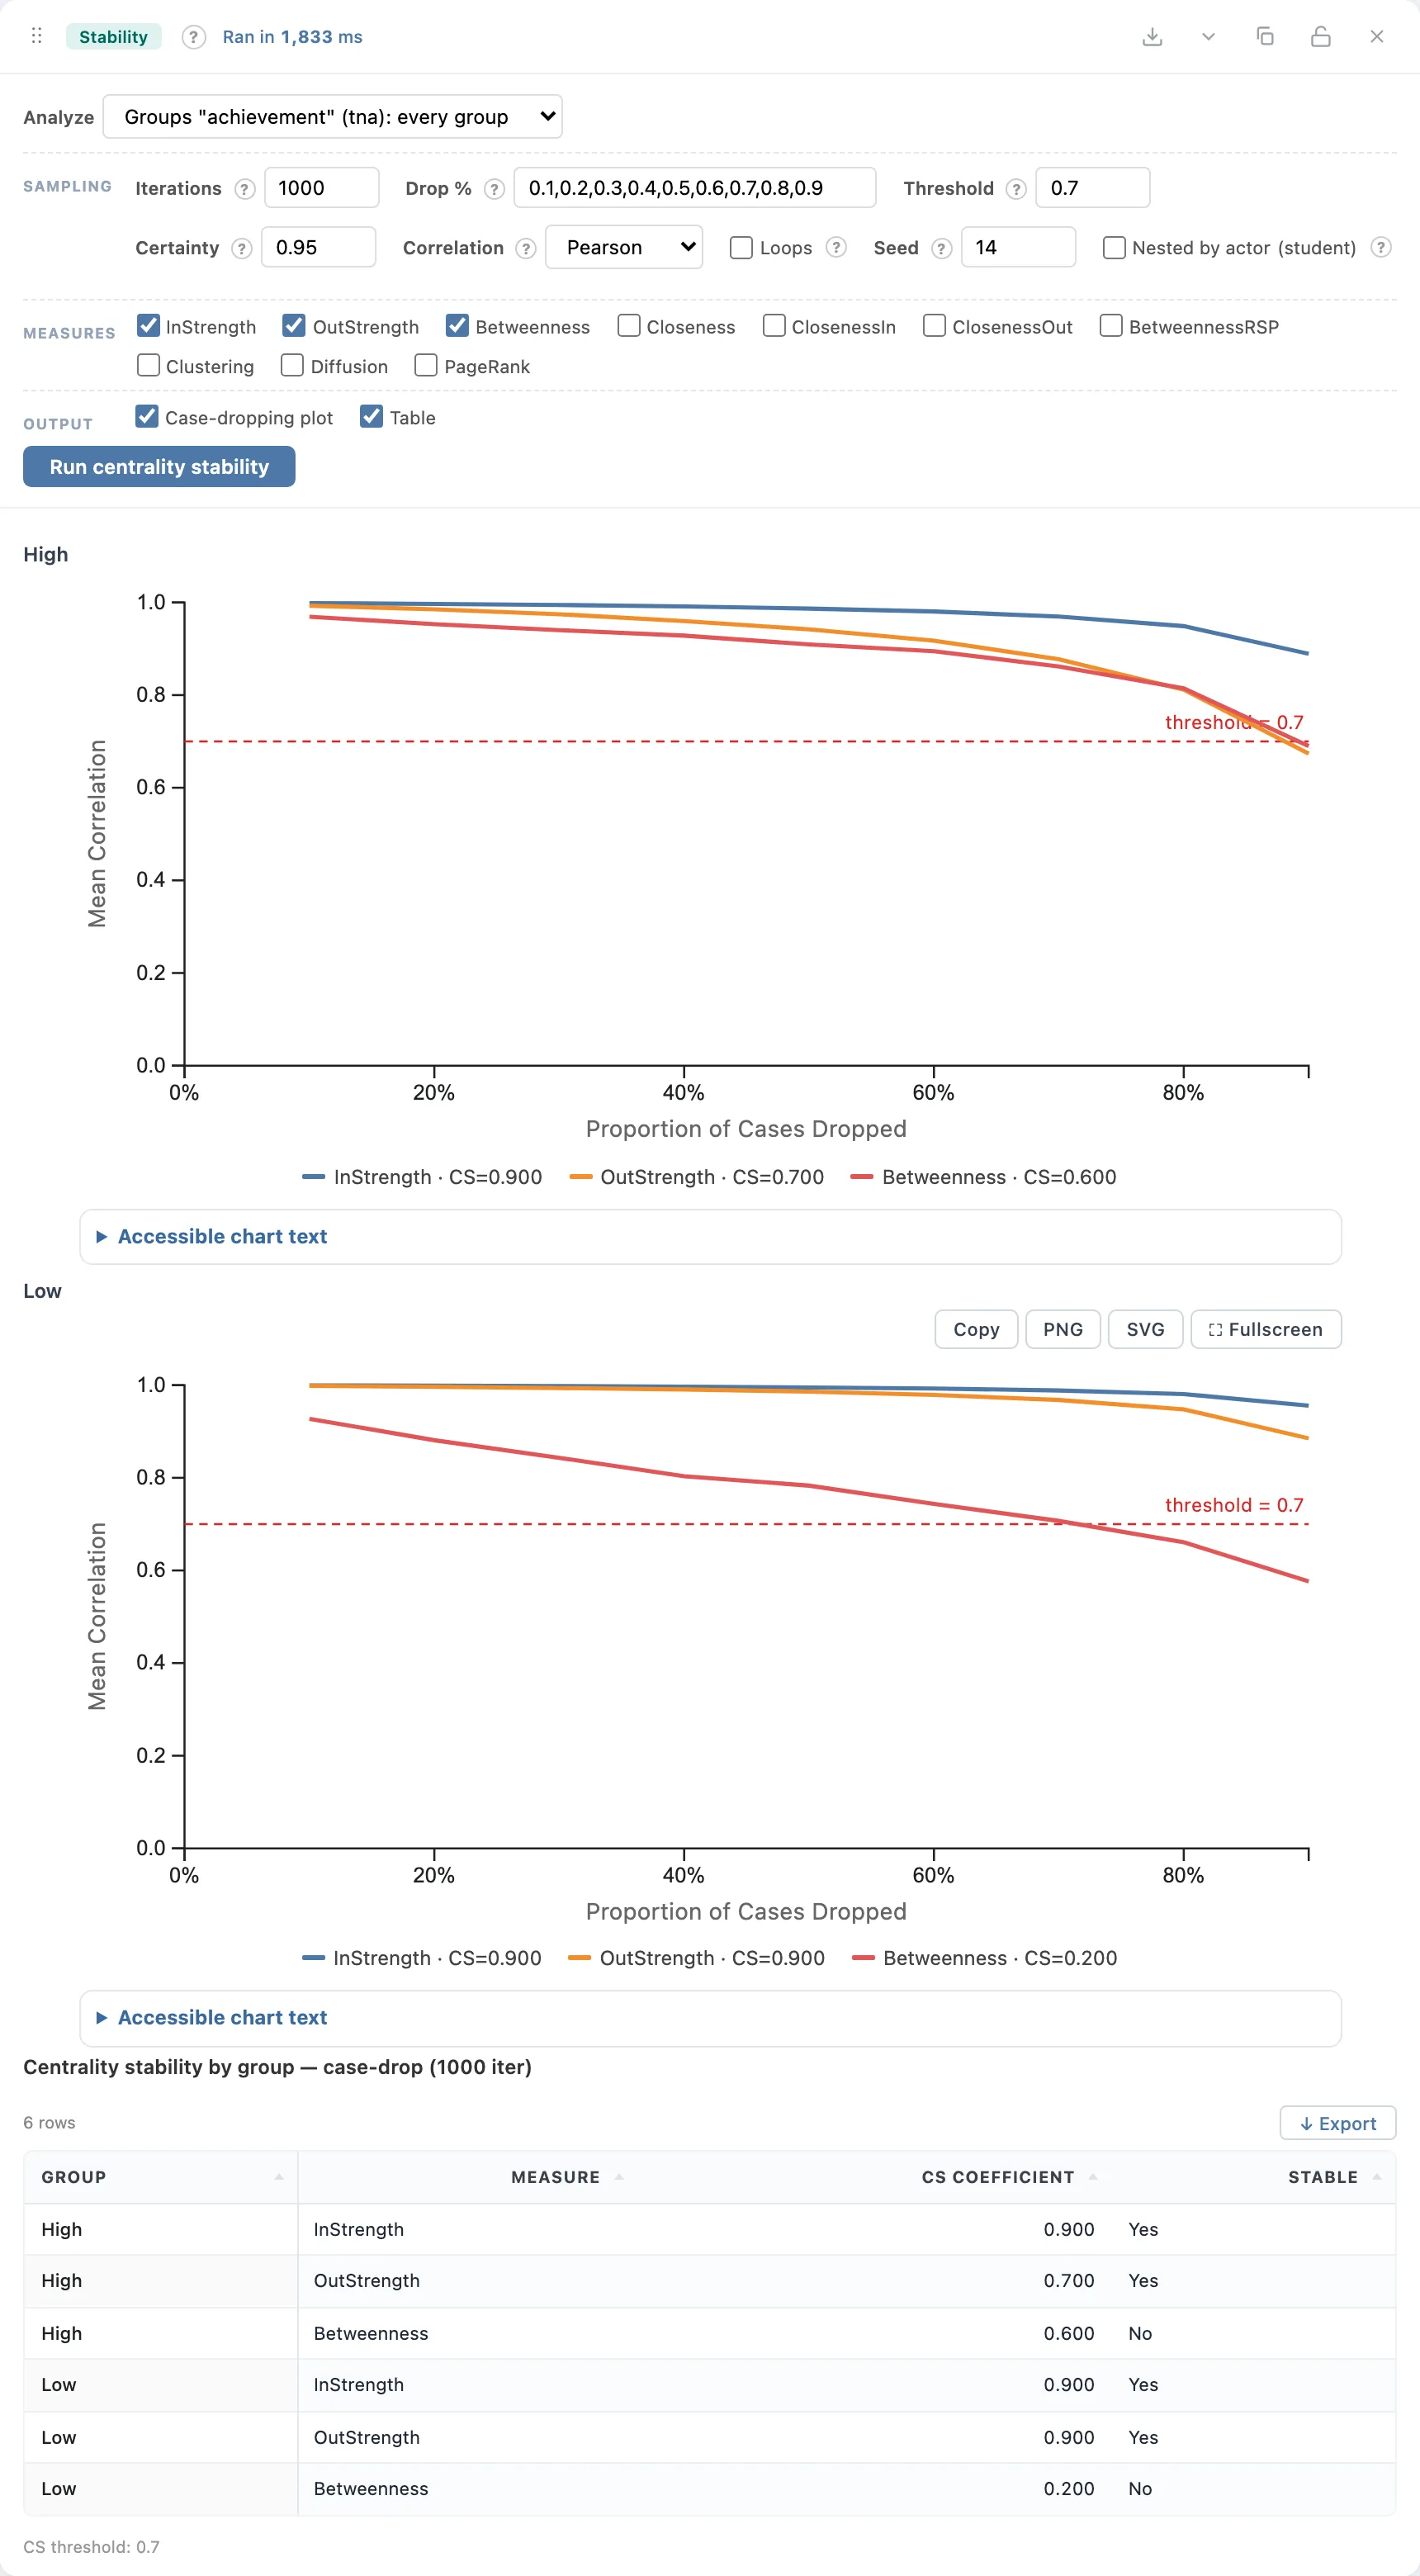 Stability ? Ran in 1,833 ms
Analyze Groups "achievement" (tna): every group
SAMPLING Iterations ? 1000 Drop % ? 0.1,0.2,0.3,0.4,0.5,0.6,0.7,0.8,0.9 Threshold ? 0.7
Certainty ? 0.95 Correlation ? Pearson Loops ? Seed ? 14 Nested by actor (student) ?
MEASURES InStrength OutStrength Betweenness Closeness ClosenessIn ClosenessOut BetweennessRSP
Clustering Diffusion PageRank
OUTPUT Case-dropping plot Table
Run centrality stability
High
1.0
0.8
threshold = 0.7
0.6
Mean Correlation
0.4
0.2
0.0
0% 20% 40% 60% 80%
Proportion of Cases Dropped
InStrength · CS=0.900 OutStrength · CS=0.700 Betweenness · CS=0.600
Accessible chart text
Low
Copy PNG SVG Fullscreen
1.0
0.8
threshold = 0.7
0.6
Mean Correlation
0.4
0.2
0.0
0% 20% 40% 60% 80%
Proportion of Cases Dropped
InStrength · CS=0.900 OutStrength · CS=0.900 Betweenness · CS=0.200
Accessible chart text
Centrality stability by group — case-drop (1000 iter)
6 rows ↓ Export
GROUP MEASURE CS COEFFICIENT STABLE
High InStrength 0.900 Yes
High OutStrength 0.700 Yes
High Betweenness 0.600 No
Low InStrength 0.900 Yes
Low OutStrength 0.900 Yes
Low Betweenness 0.200 No
CS threshold: 0.7